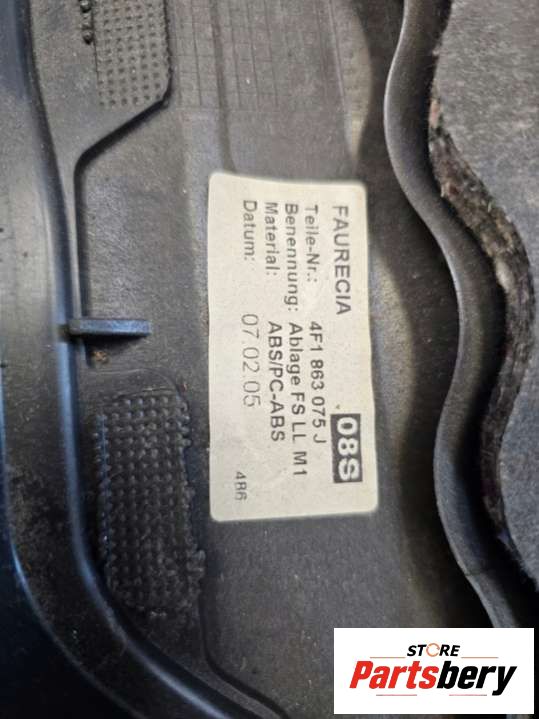 FAURECIA
Teile-Nr.: 4F1 863 075 J
Benennung: Ablage FS LL M1
Material: ABS/PC-ABS
Datum: 07.02.05
08S
486
STORE
Partsbery